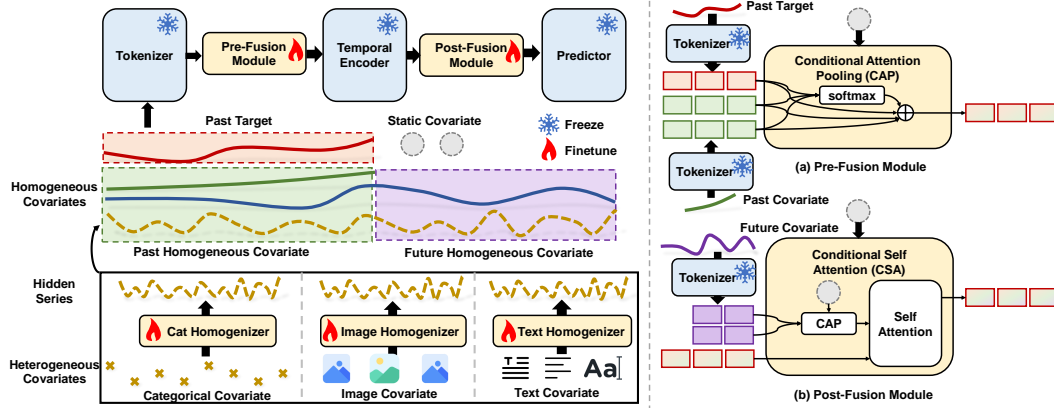 Tokenizer
Pre-Fusion
Module
Temporal
Encoder
Post-Fusion
Module
Predictor
Past Target
Static Covariate
Freeze
Finetune
Homogeneous
Covariates
Past Homogeneous Covariate
Future Homogeneous Covariate
Hidden
Series
Cat Homogenizer
Image Homogenizer
Text Homogenizer
Heterogeneous
Covariates
T
Aa
Categorical Covariate
Image Covariate
Text Covariate
Past Target
Tokenizer
Conditional Attention
Pooling (CAP)
softmax
(a) Pre-Fusion Module
Tokenizer
Past Covariate
Future Covariate
Tokenizer
Conditional Self
Attention (CSA)
CAP
Self
Attention
(b) Post-Fusion Module